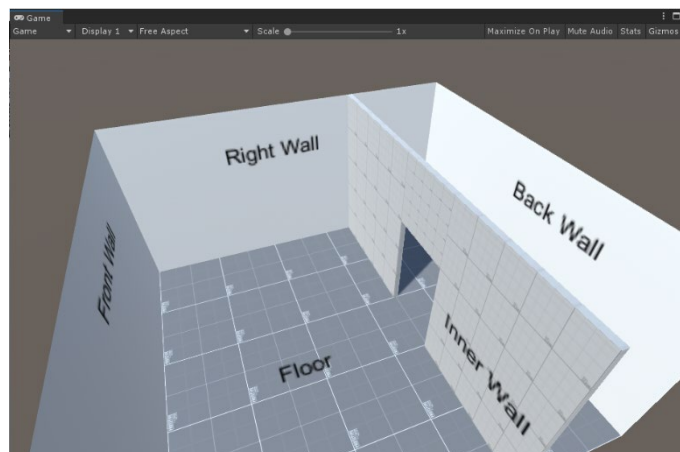 Game
Game Display 1 Free Aspect Scale 1x Maximize On Play Mute Audio Stats Gizmos
Right Wall
Back Wall
Front Wall
Floor
Inner Wall